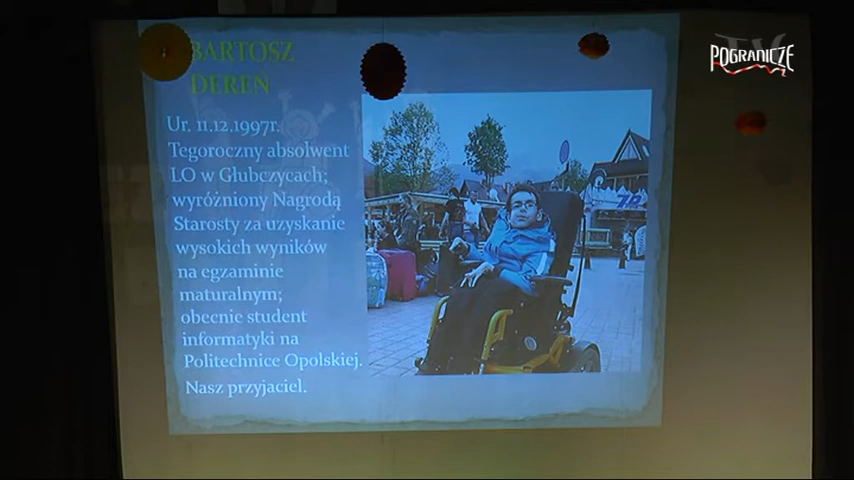 BARTOSZ
DEREŃ
Ur. 11.12.1997r.
Tegoroczny absolwent
LO w Głubczycach;
wyróżniony Nagrodą
Starosty za uzyskanie
wysokich wyników
na egzaminie
maturalnym;
obecnie student
informatyki na
Politechnice Opolskiej.
Nasz przyjaciel.
TV
POGRANICZE